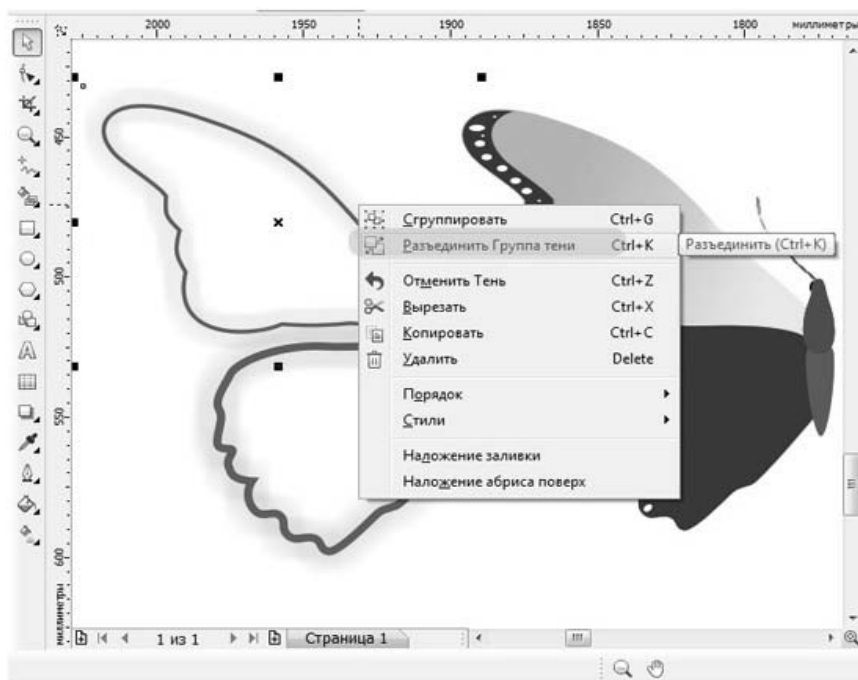 2000 1950 1900 1850 1800 миллиметры
450
500
550
600
миллиметры
Сгруппировать Ctrl+G
Разъединить Группа тени Ctrl+K
Разъединить (Ctrl+K)
Отменить Тень Ctrl+Z
Вырезать Ctrl+X
Копировать Ctrl+C
Удалить Delete
Порядок
Стили
Наложение заливки
Наложение абриса поверх
1 из 1 Страница 1